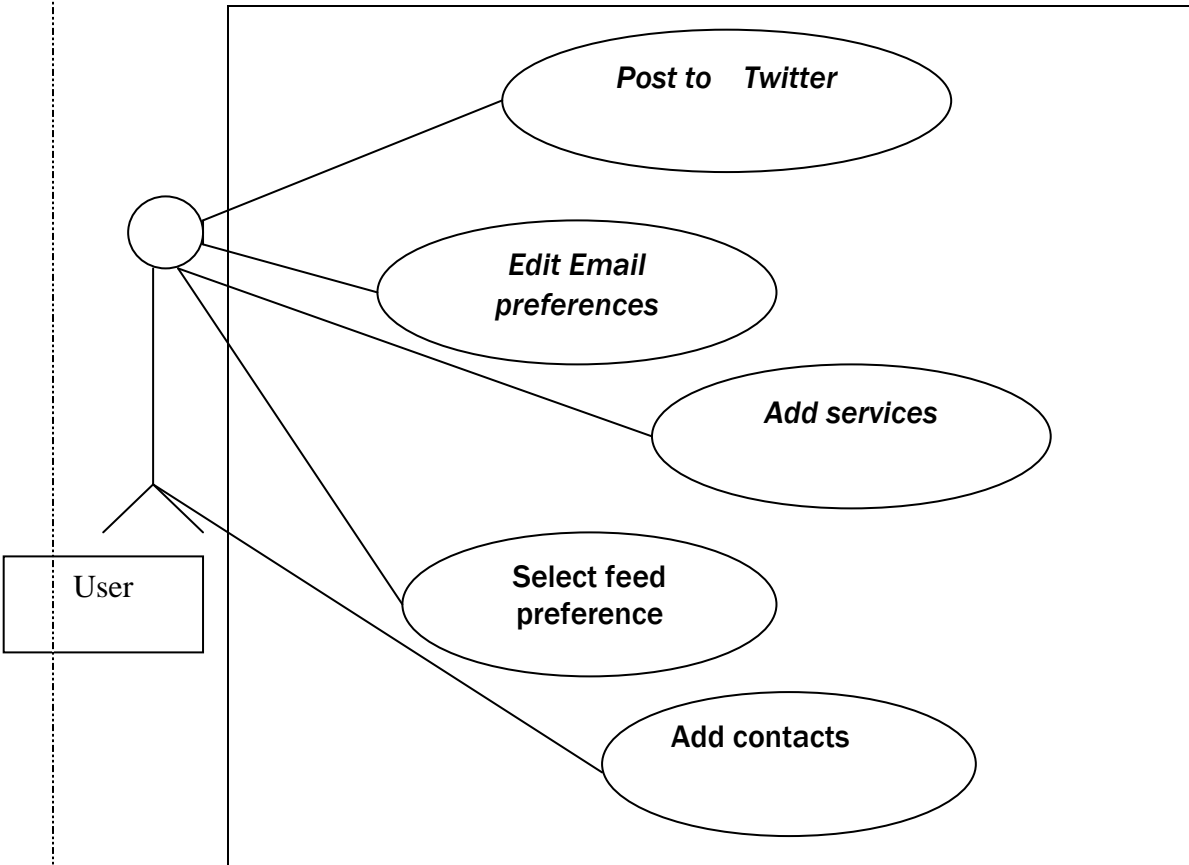 Post to Twitter
Edit Email
preferences
Add services
Select feed
preference
User
Add contacts